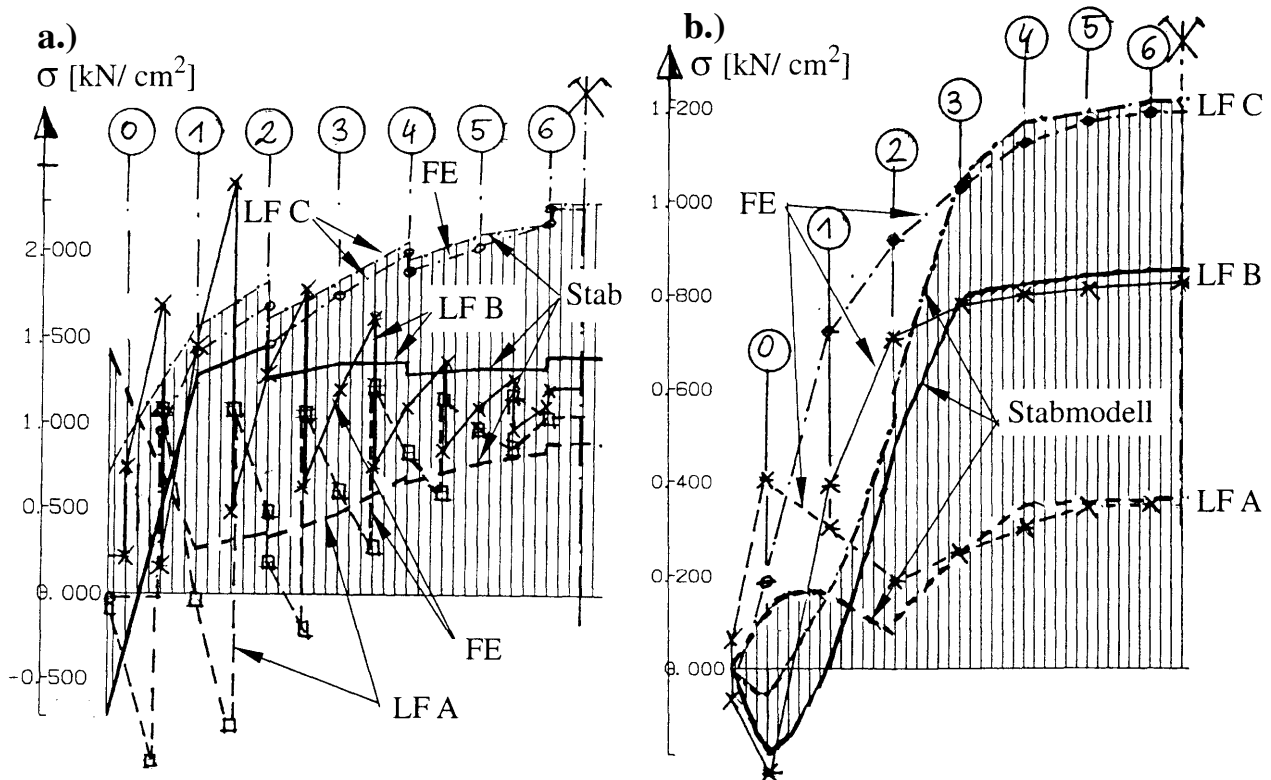 a.)
σ [kN/ cm²]
0
1
2
3
4
5
6
2.000
1.500
1.000
0.500
0.000
-0.500
FE
LF C
LF B
Stab
FE
LF A
b.)
σ [kN/ cm²]
0
1
2
3
4
5
6
1.200
1.000
0.800
0.600
0.400
0.200
0.000
LF C
FE
LF B
Stabmodell
LF A